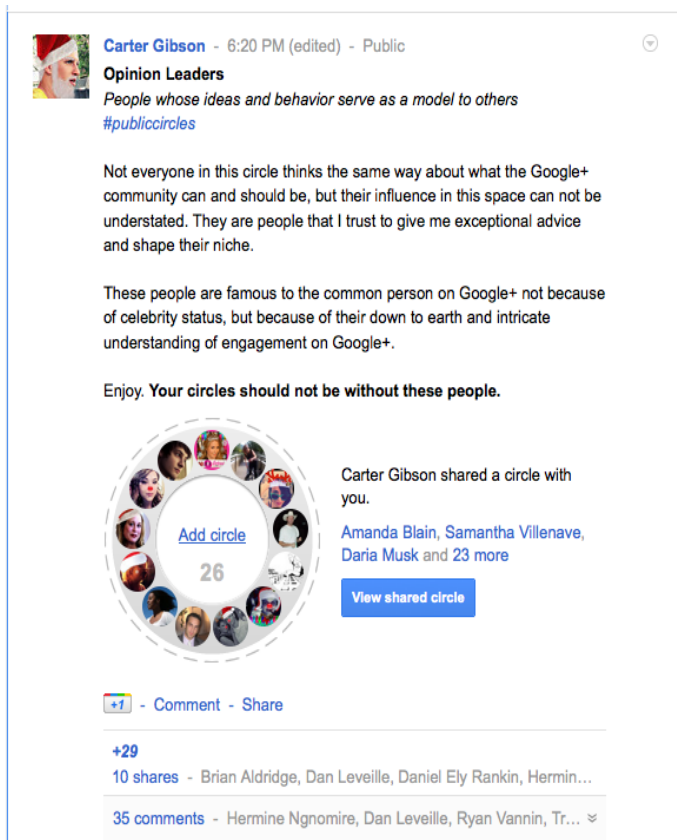 Carter Gibson - 6:20 PM (edited) - Public
Opinion Leaders
People whose ideas and behavior serve as a model to others
#publiccircles
Not everyone in this circle thinks the same way about what the Google+
community can and should be, but their influence in this space can not be
understated. They are people that I trust to give me exceptional advice
and shape their niche.
These people are famous to the common person on Google+ not because
of celebrity status, but because of their down to earth and intricate
understanding of engagement on Google+.
Enjoy. Your circles should not be without these people.
Add circle
26
Carter Gibson shared a circle with
you.
Amanda Blain, Samantha Villenave,
Daria Musk and 23 more
View shared circle
+1 - Comment - Share
+29
10 shares - Brian Aldridge, Dan Leveille, Daniel Ely Rankin, Hermin...
35 comments - Hermine Ngnomire, Dan Leveille, Ryan Vannin, Tr...